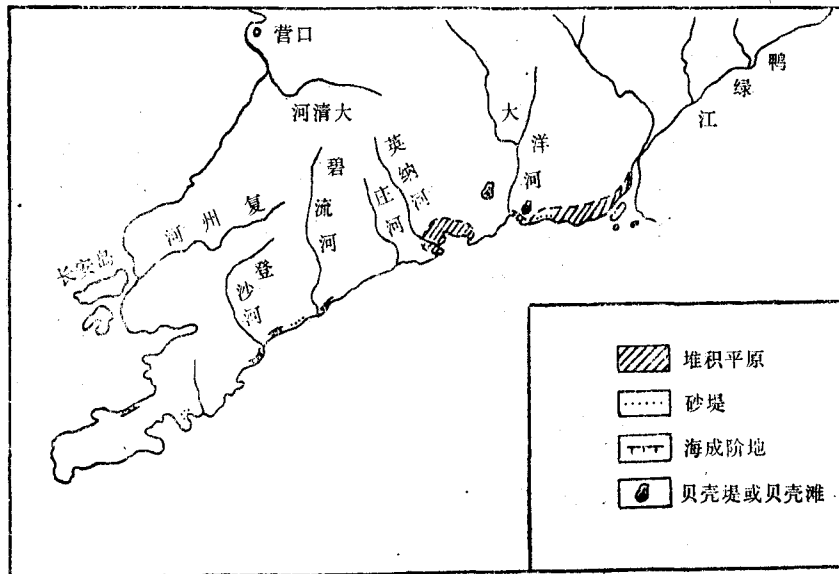 营口
大清河
鸭绿江
大洋河
英纳河
庄河
碧流河
复州河
长安岛
登沙河
堆积平原
砂堤
海成阶地
贝壳堤或贝壳滩